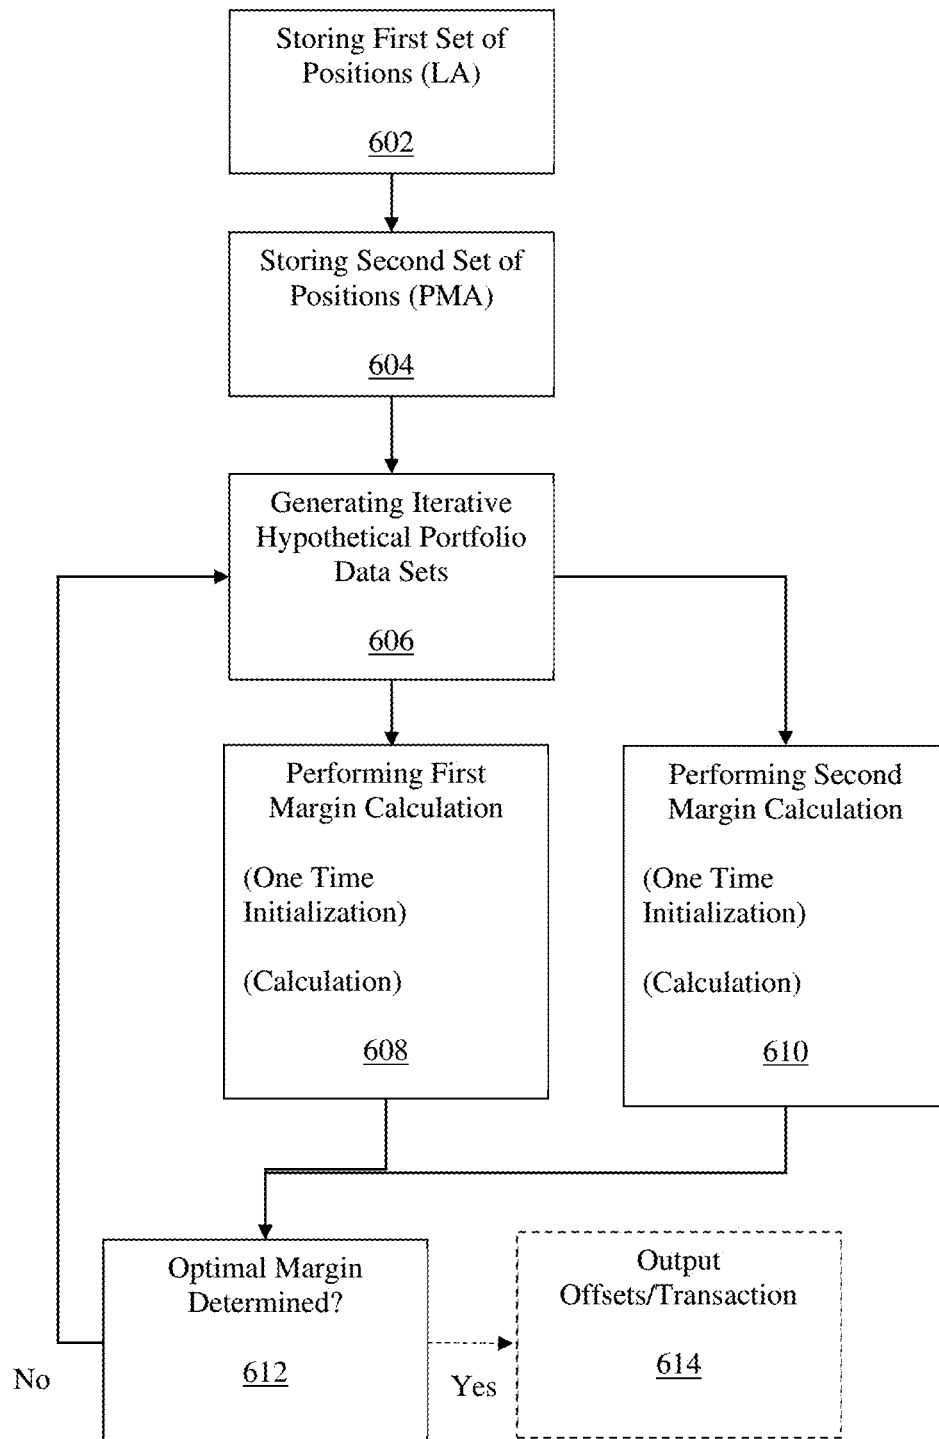 Storing First Set of
Positions (LA)
602
Storing Second Set of
Positions (PMA)
604
Generating Iterative
Hypothetical Portfolio
Data Sets
606
Performing First
Margin Calculation
(One Time
Initialization)
(Calculation)
608
Performing Second
Margin Calculation
(One Time
Initialization)
(Calculation)
610
Optimal Margin
Determined?
612
No
Yes
Output
Offsets/Transaction
614